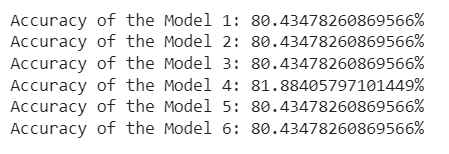 Accuracy of the Model 1: 80.43478260869566%
Accuracy of the Model 2: 80.43478260869566%
Accuracy of the Model 3: 80.43478260869566%
Accuracy of the Model 4: 81.88405797101449%
Accuracy of the Model 5: 80.43478260869566%
Accuracy of the Model 6: 80.43478260869566%